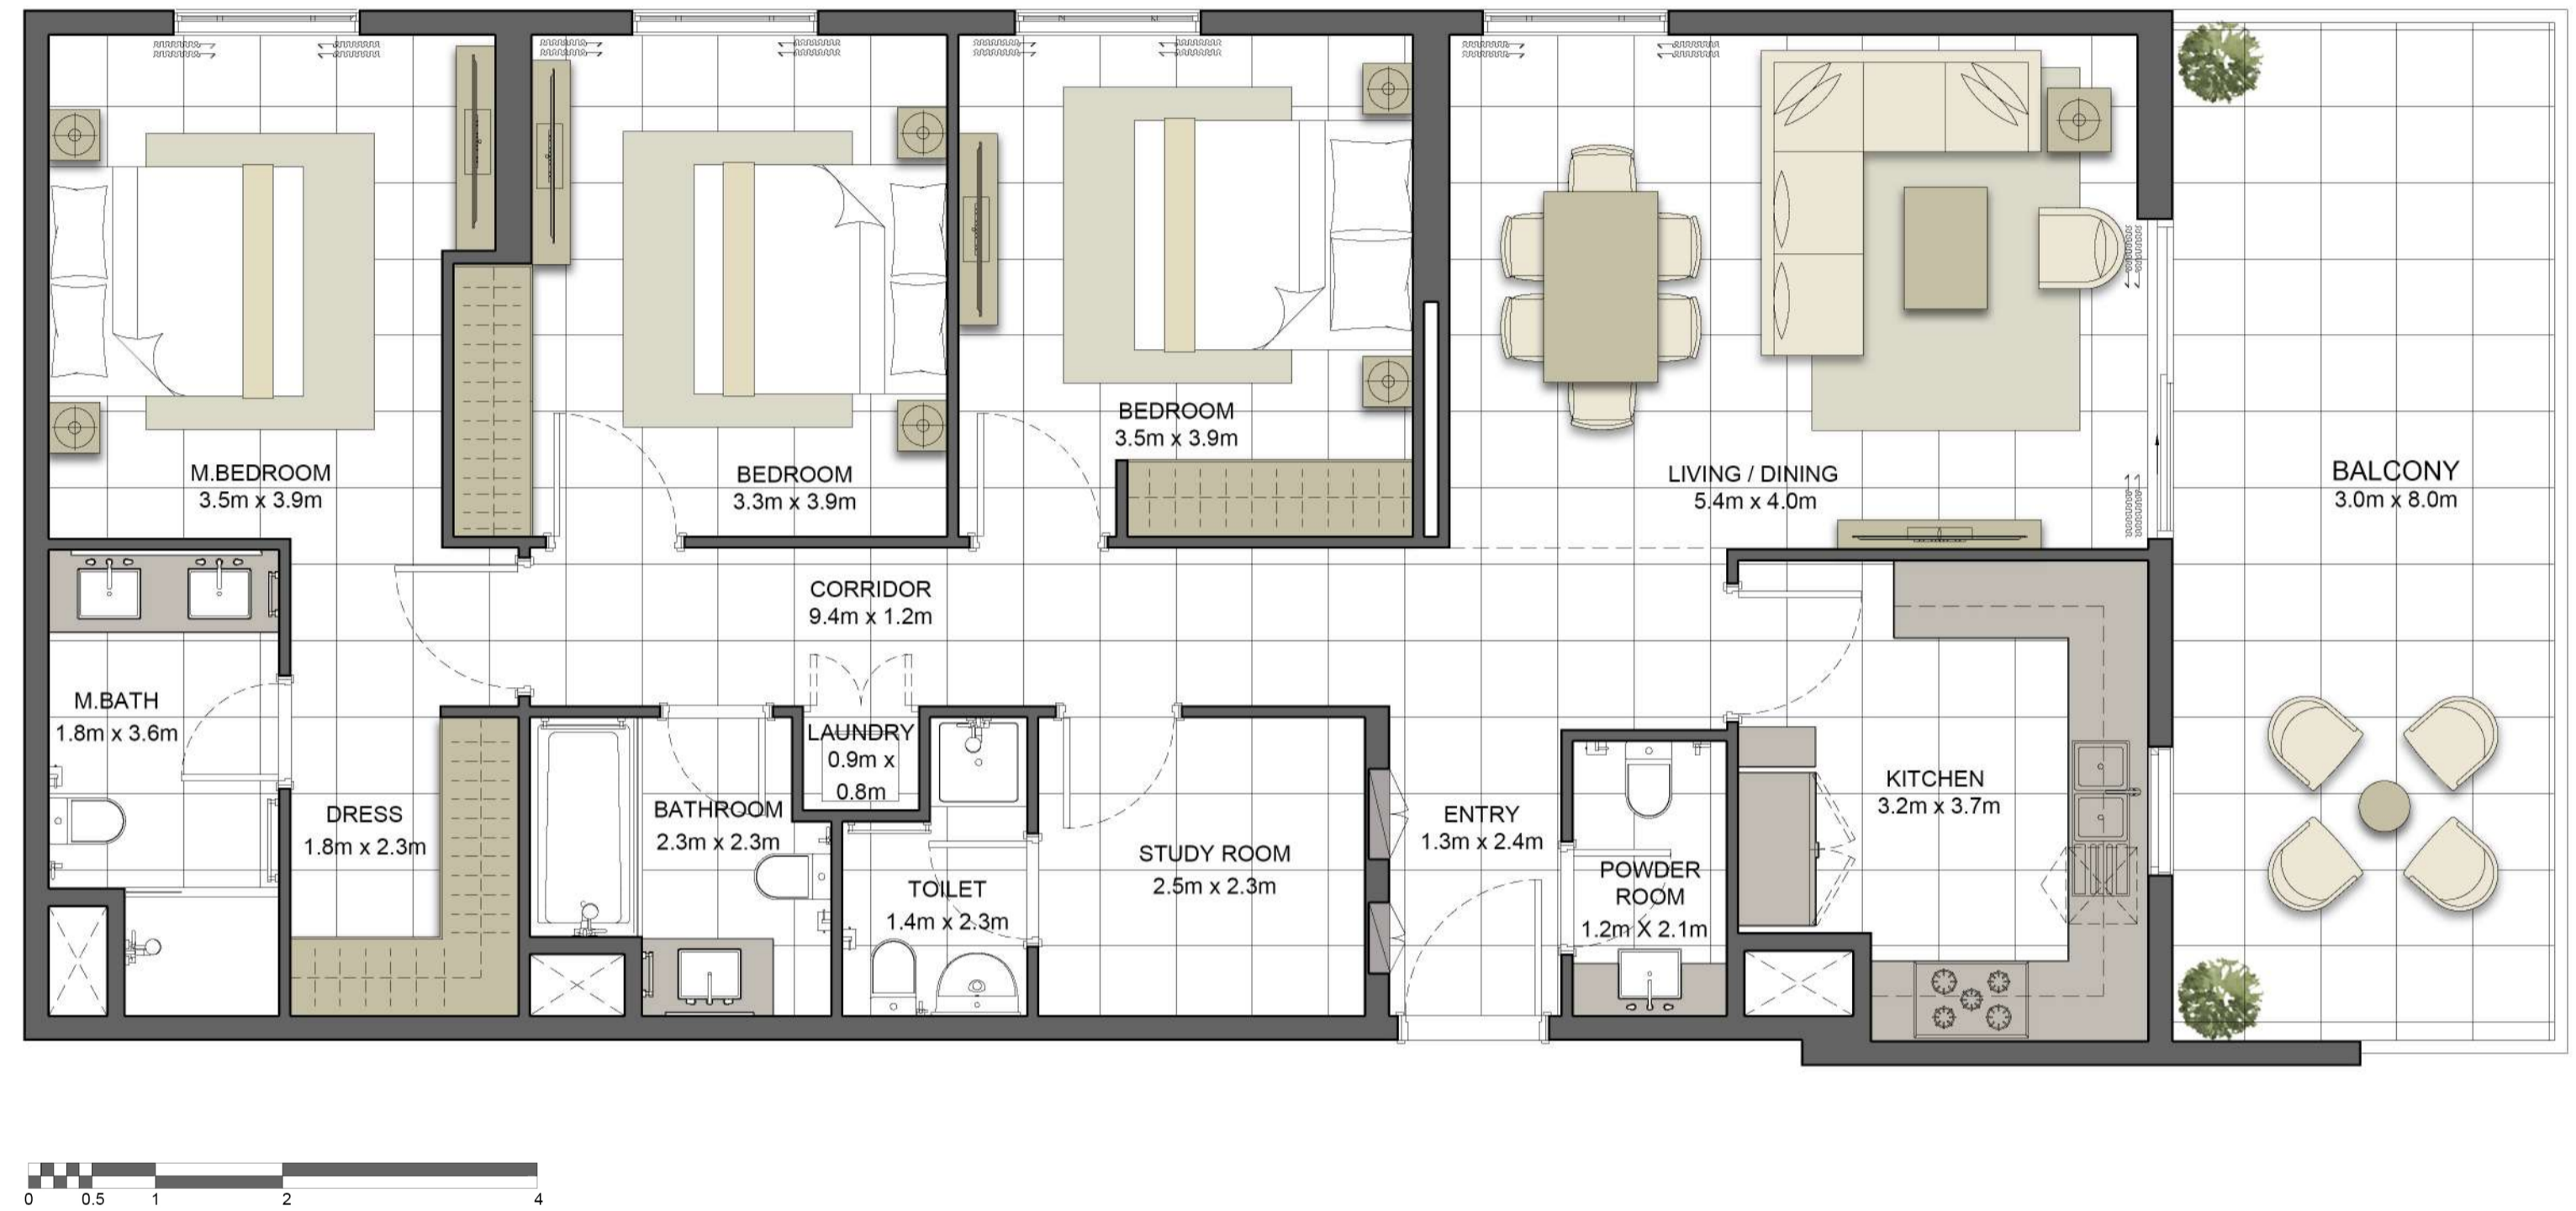 M.BEDROOM
3.5m x 3.9m
BEDROOM
3.3m x 3.9m
BEDROOM
3.5m x 3.9m
LIVING / DINING
5.4m x 4.0m
BALCONY
3.0m x 8.0m
CORRIDOR
9.4m x 1.2m
M.BATH
1.8m x 3.6m
DRESS
1.8m x 2.3m
BATHROOM
2.3m x 2.3m
LAUNDRY
0.9m x
0.8m
TOILET
1.4m x 2.3m
STUDY ROOM
2.5m x 2.3m
ENTRY
1.3m x 2.4m
POWDER
ROOM
1.2m X 2.1m
KITCHEN
3.2m x 3.7m
0 0.5 1 2 4